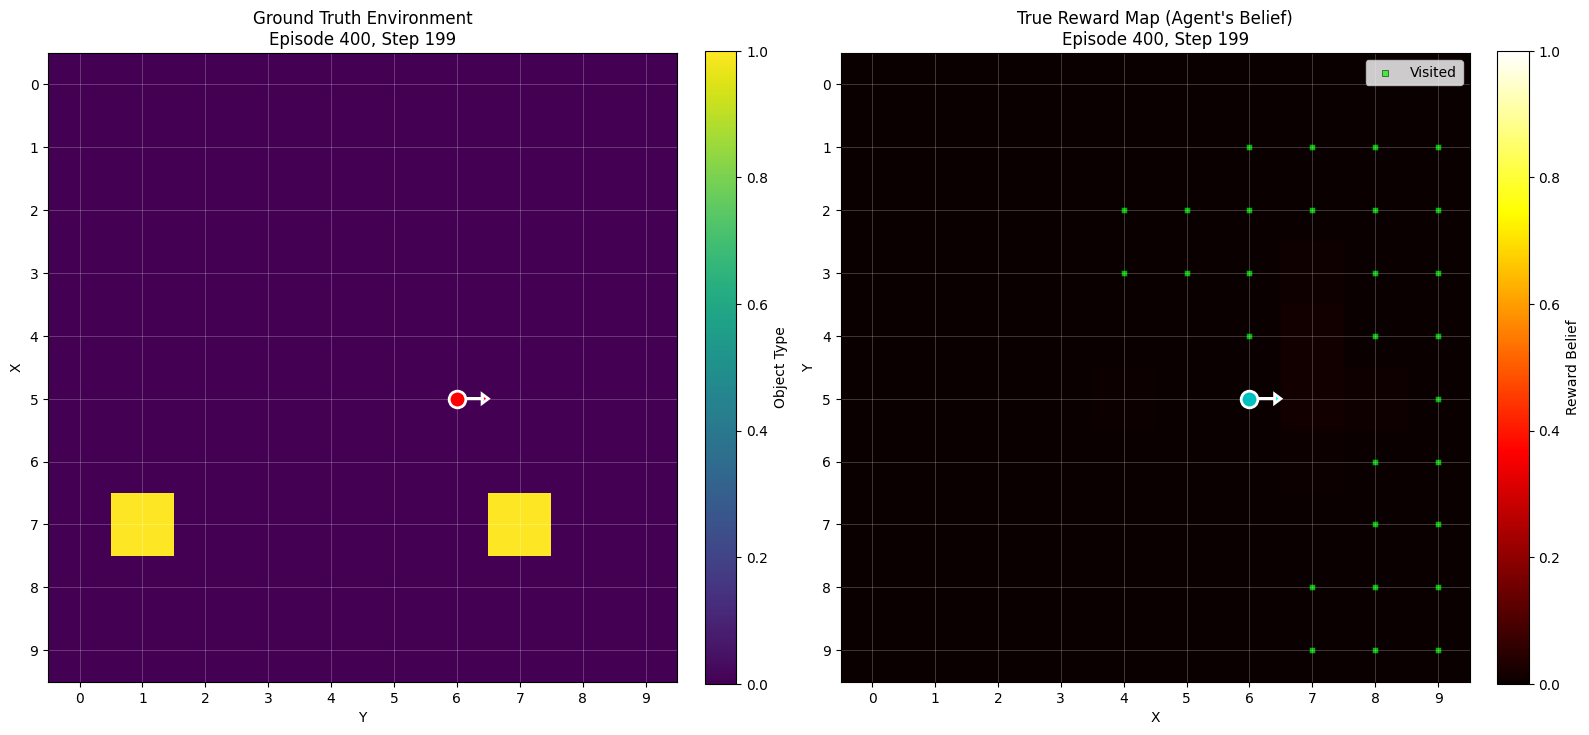 Ground Truth Environment
Episode 400, Step 199
0
1
2
3
4
5
6
7
8
9
X
0 1 2 3 4 5 6 7 8 9
Y
1.0
0.8
0.6
0.4
0.2
0.0
Object Type
True Reward Map (Agent's Belief)
Episode 400, Step 199
Visited
0
1
2
3
4
5
6
7
8
9
Y
0 1 2 3 4 5 6 7 8 9
X
1.0
0.8
0.6
0.4
0.2
0.0
Reward Belief